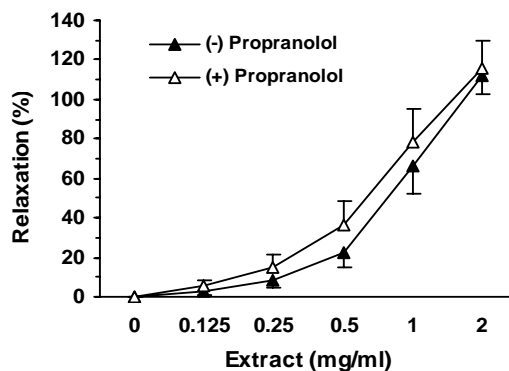 140
120
100
80
60
40
20
0
Relaxation (%)
(-) Propranolol
(+) Propranolol
0 0.125 0.25 0.5 1 2
Extract (mg/ml)